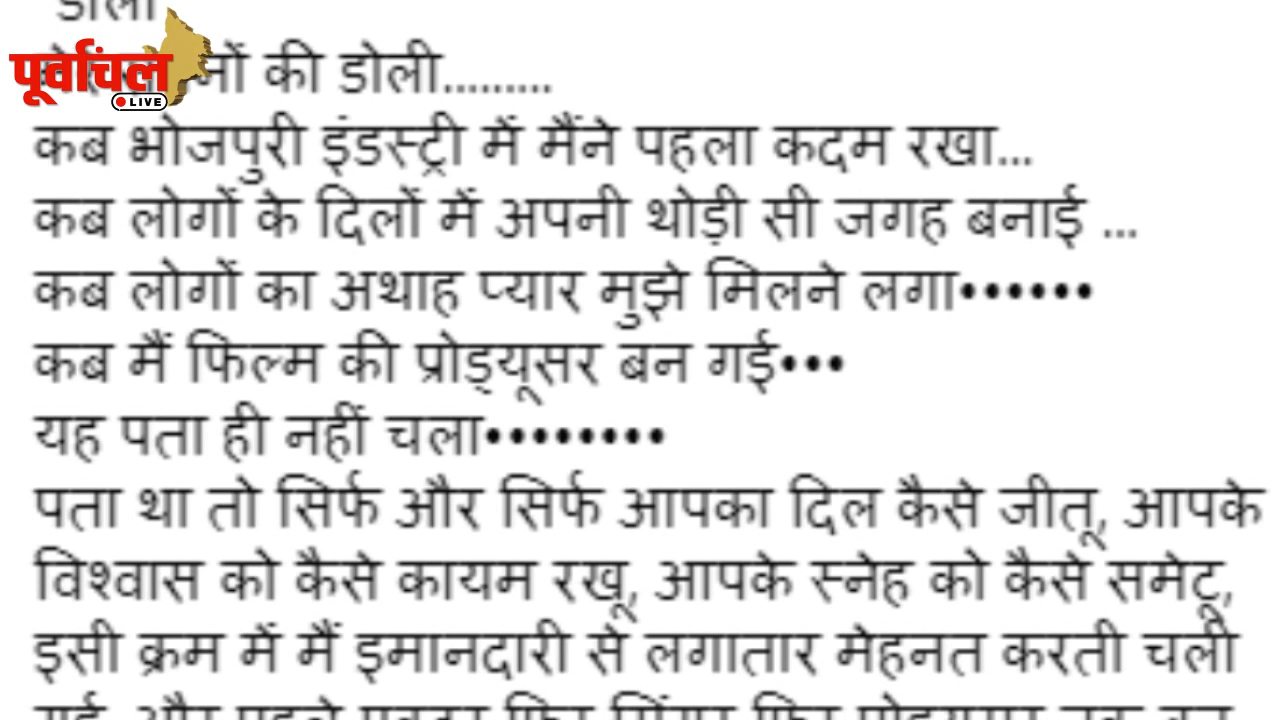 डोली
पूर्वांचल
LIVE
नों की डोली.........
कब भोजपुरी इंडस्ट्री में मैंने पहला कदम रखा...
कब लोगों के दिलों में अपनी थोड़ी सी जगह बनाई ...
कब लोगों का अथाह प्यार मुझे मिलने लगा••••••
कब मैं फिल्म की प्रोड्यूसर बन गई•••
यह पता ही नहीं चला••••••••
पता था तो सिर्फ और सिर्फ आपका दिल कैसे जीतू, आपके
विश्वास को कैसे कायम रखू, आपके स्नेह को कैसे समेटू,
इसी क्रम में मैं इमानदारी से लगातार मेहनत करती चली